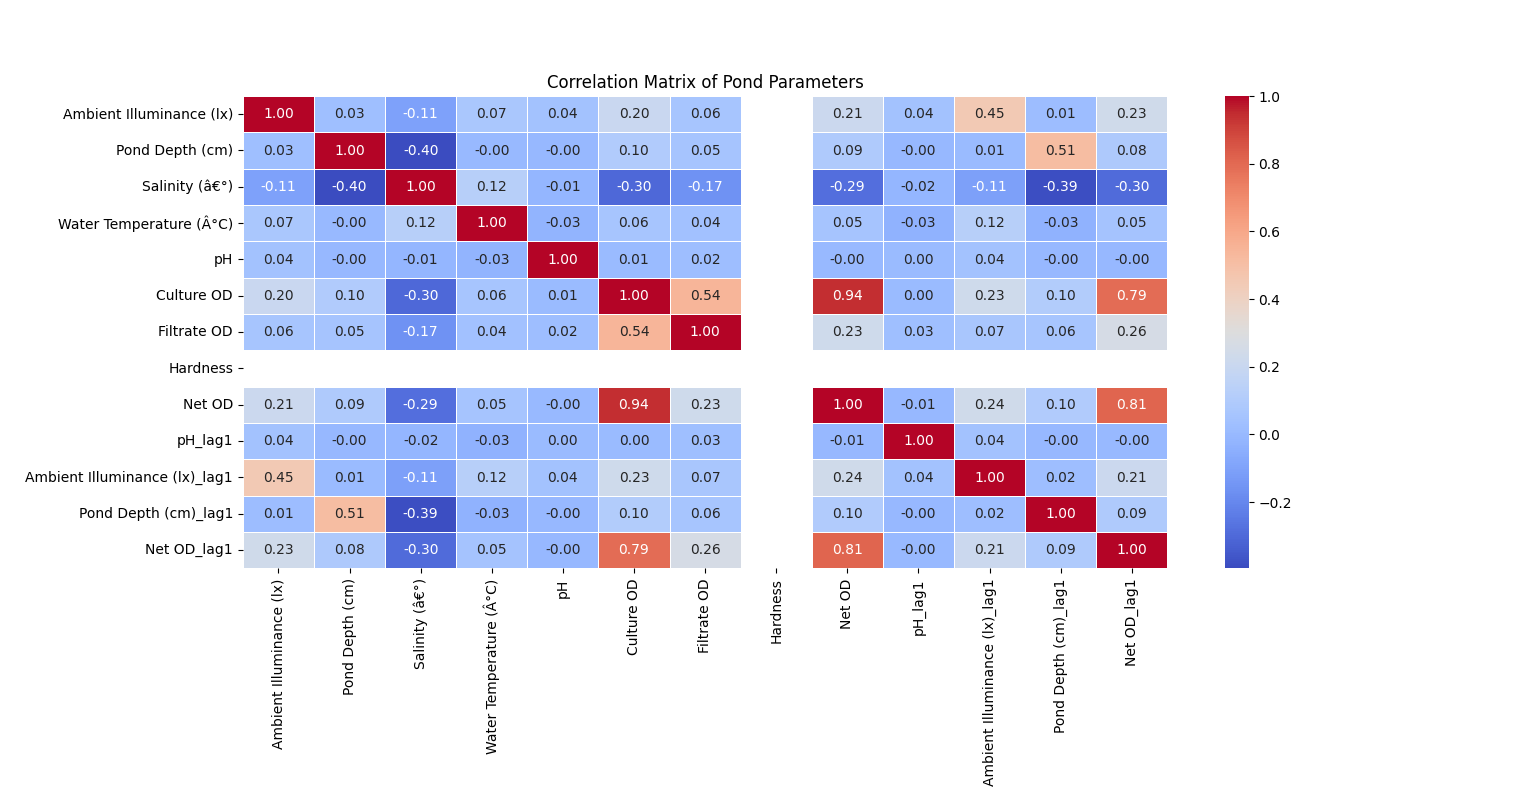 Correlation Matrix of Pond Parameters
Ambient Illuminance (lx) 1.00 0.03 -0.11 0.07 0.04 0.20 0.06 0.21 0.04 0.45 0.01 0.23
Pond Depth (cm) 0.03 1.00 -0.40 -0.00 -0.00 0.10 0.05 0.09 -0.00 0.01 0.51 0.08
Salinity (â€°) -0.11 -0.40 1.00 0.12 -0.01 -0.30 -0.17 -0.29 -0.02 -0.11 -0.39 -0.30
Water Temperature (Â°C) 0.07 -0.00 0.12 1.00 -0.03 0.06 0.04 0.05 -0.03 0.12 -0.03 0.05
pH 0.04 -0.00 -0.01 -0.03 1.00 0.01 0.02 -0.00 0.00 0.04 -0.00 -0.00
Culture OD 0.20 0.10 -0.30 0.06 0.01 1.00 0.54 0.94 0.00 0.23 0.10 0.79
Filtrate OD 0.06 0.05 -0.17 0.04 0.02 0.54 1.00 0.23 0.03 0.07 0.06 0.26
Hardness
Net OD 0.21 0.09 -0.29 0.05 -0.00 0.94 0.23 1.00 -0.01 0.24 0.10 0.81
pH_lag1 0.04 -0.00 -0.02 -0.03 0.00 0.00 0.03 -0.01 1.00 0.04 -0.00 -0.00
Ambient Illuminance (lx)_lag1 0.45 0.01 -0.11 0.12 0.04 0.23 0.07 0.24 0.04 1.00 0.02 0.21
Pond Depth (cm)_lag1 0.01 0.51 -0.39 -0.03 -0.00 0.10 0.06 0.10 -0.00 0.02 1.00 0.09
Net OD_lag1 0.23 0.08 -0.30 0.05 -0.00 0.79 0.26 0.81 -0.00 0.21 0.09 1.00
Ambient Illuminance (lx)
Pond Depth (cm)
Salinity (â€°)
Water Temperature (Â°C)
pH
Culture OD
Filtrate OD
Hardness
Net OD
pH_lag1
Ambient Illuminance (lx)_lag1
Pond Depth (cm)_lag1
Net OD_lag1
1.0
0.8
0.6
0.4
0.2
0.0
−0.2